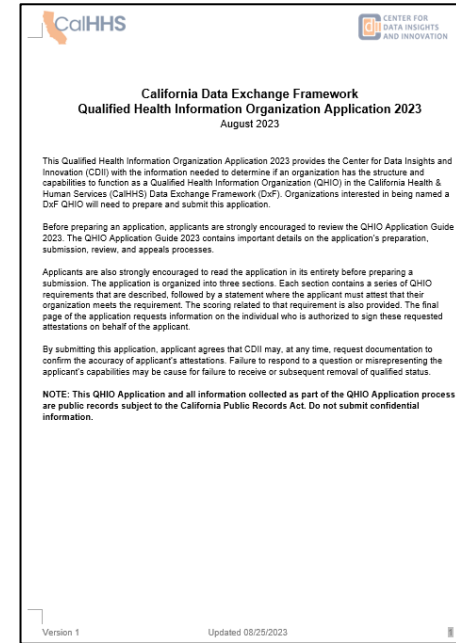 CalHHS
CENTER FOR
DATA INSIGHTS
AND INNOVATION
California Data Exchange Framework
Qualified Health Information Organization Application 2023
August 2023
This Qualified Health Information Organization Application 2023 provides the Center for Data Insights and
Innovation (CDII) with the information needed to determine if an organization has the structure and
capabilities to function as a Qualified Health Information Organization (QHIO) in the California Health &
Human Services (CalHHS) Data Exchange Framework (DxF). Organizations interested in being named a
DxF QHIO will need to prepare and submit this application.
Before preparing an application, applicants are strongly encouraged to review the QHIO Application Guide
2023. The QHIO Application Guide 2023 contains important details on the application's preparation,
submission, review, and appeals processes.
Applicants are also strongly encouraged to read the application in its entirety before preparing a
submission. The application is organized into three sections. Each section contains a series of QHIO
requirements that are described, followed by a statement where the applicant must attest that their
organization meets the requirement. The scoring related to that requirement is also provided. The final
page of the application requests information on the individual who is authorized to sign these requested
attestations on behalf of the applicant.
By submitting this application, applicant agrees that CDII may, at any time, request documentation to
confirm the accuracy of applicant's attestations. Failure to respond to a question or misrepresenting the
applicant's capabilities may be cause for failure to receive or subsequent removal of qualified status.
NOTE: This QHIO Application and all information collected as part of the QHIO Application process
are public records subject to the California Public Records Act. Do not submit confidential
information.
Version 1 Updated 08/25/2023